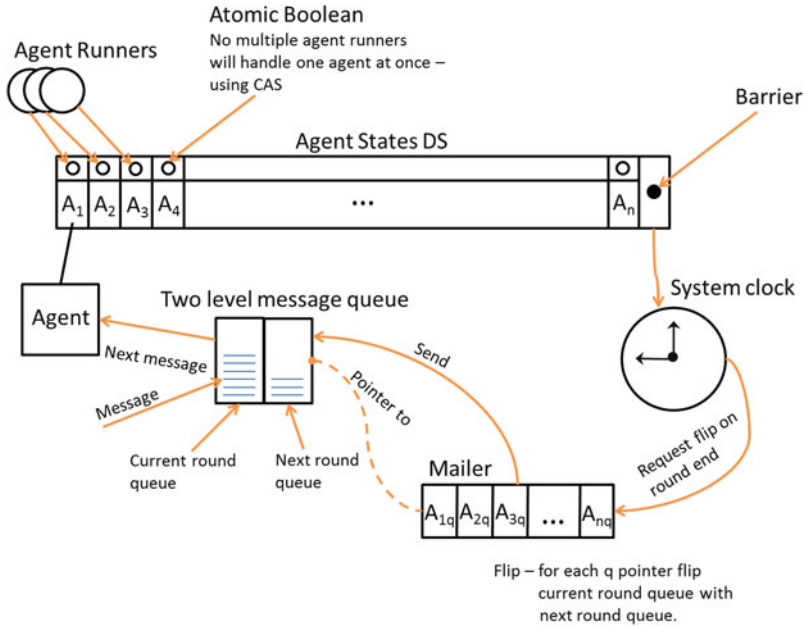 Atomic Boolean
No multiple agent runners
will handle one agent at once –
using CAS
Agent Runners
Barrier
Agent States DS
A1 A2 A3 A4 ... An
System clock
Agent
Two level message queue
Next message
Message
Send
Pointer to
Current round
queue
Next round
queue
Request flip on
round end
Mailer
A1q A2q A3q ... Anq
Flip – for each q pointer flip
current round queue with
next round queue.